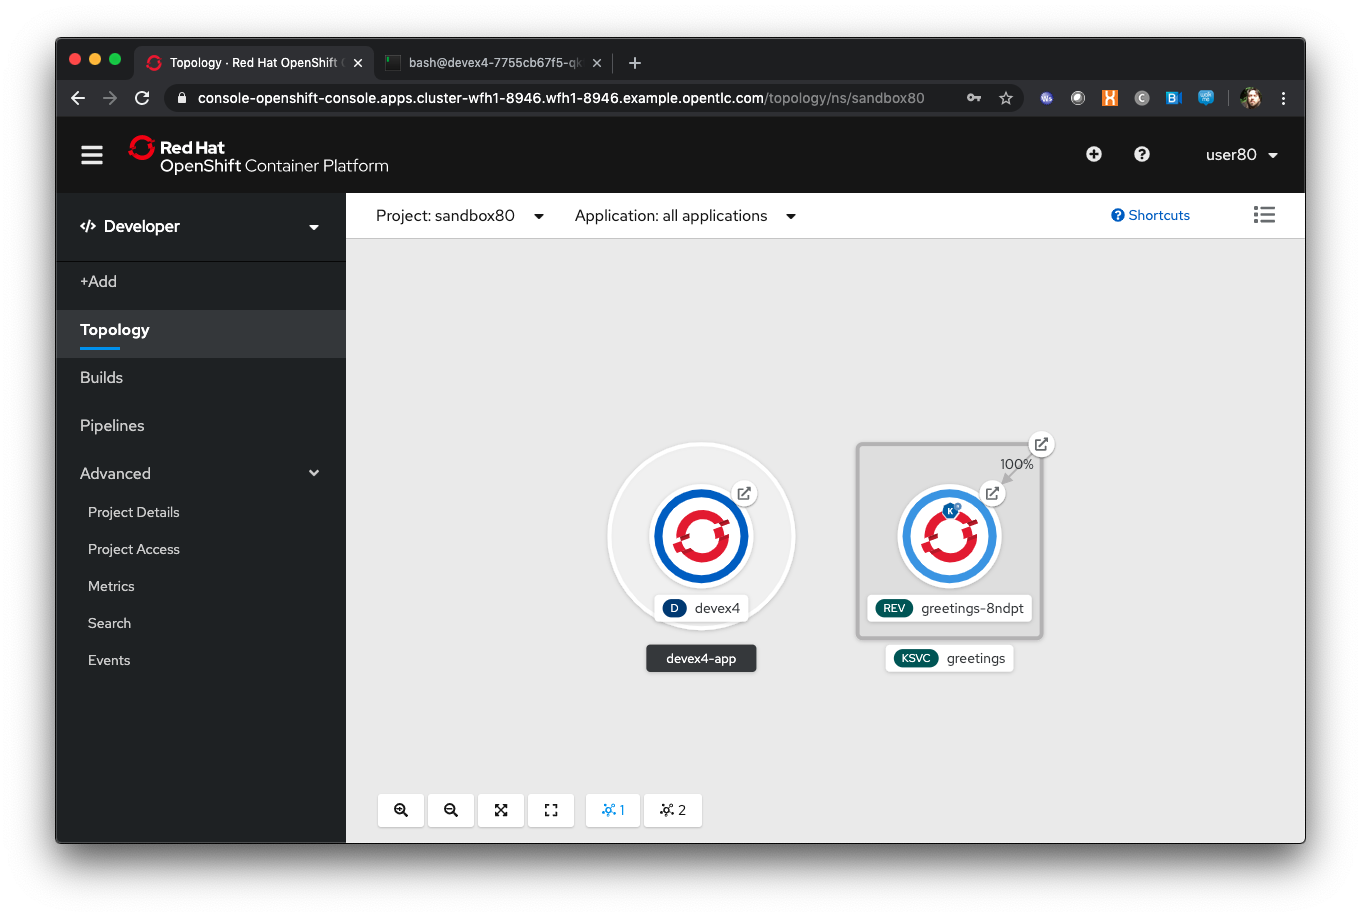 Topology · Red Hat OpenShift
bash@devex4-7755cb67f5-qk
console-openshift-console.apps.cluster-wfh1-8946.wfh1-8946.example.opentlc.com/topology/ns/sandbox80
Red Hat
OpenShift Container Platform
user80
Developer
Project: sandbox80
Application: all applications
Shortcuts
+Add
Topology
Builds
Pipelines
Advanced
Project Details
Project Access
Metrics
Search
Events
100%
K
D devex4
REV greetings-8ndpt
devex4-app
KSVC greetings
1
2